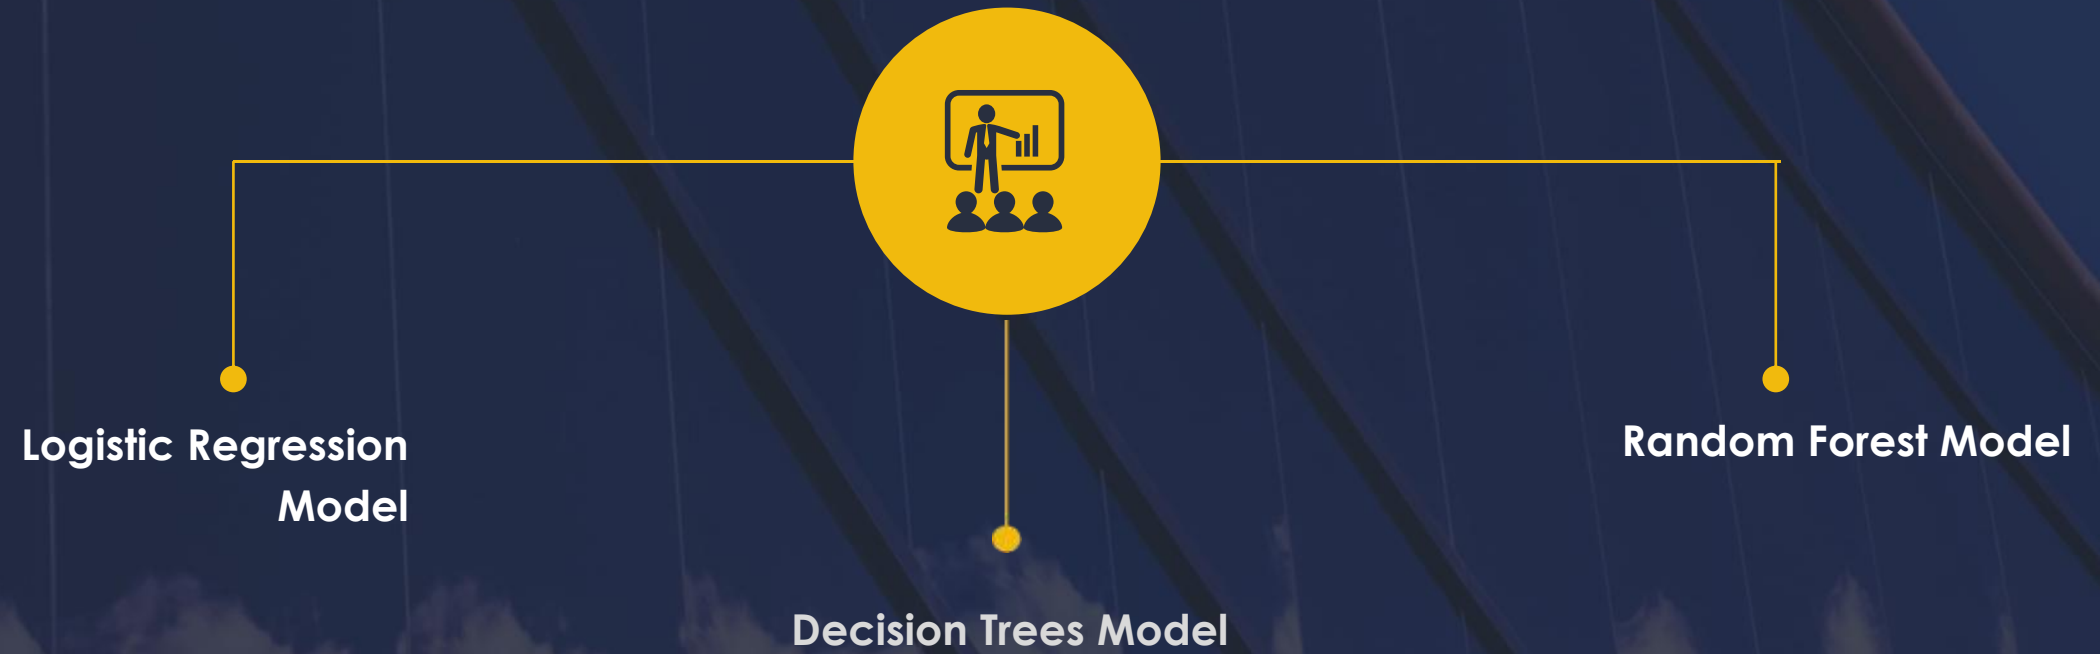 Logistic Regression
Model
Decision Trees Model
Random Forest Model